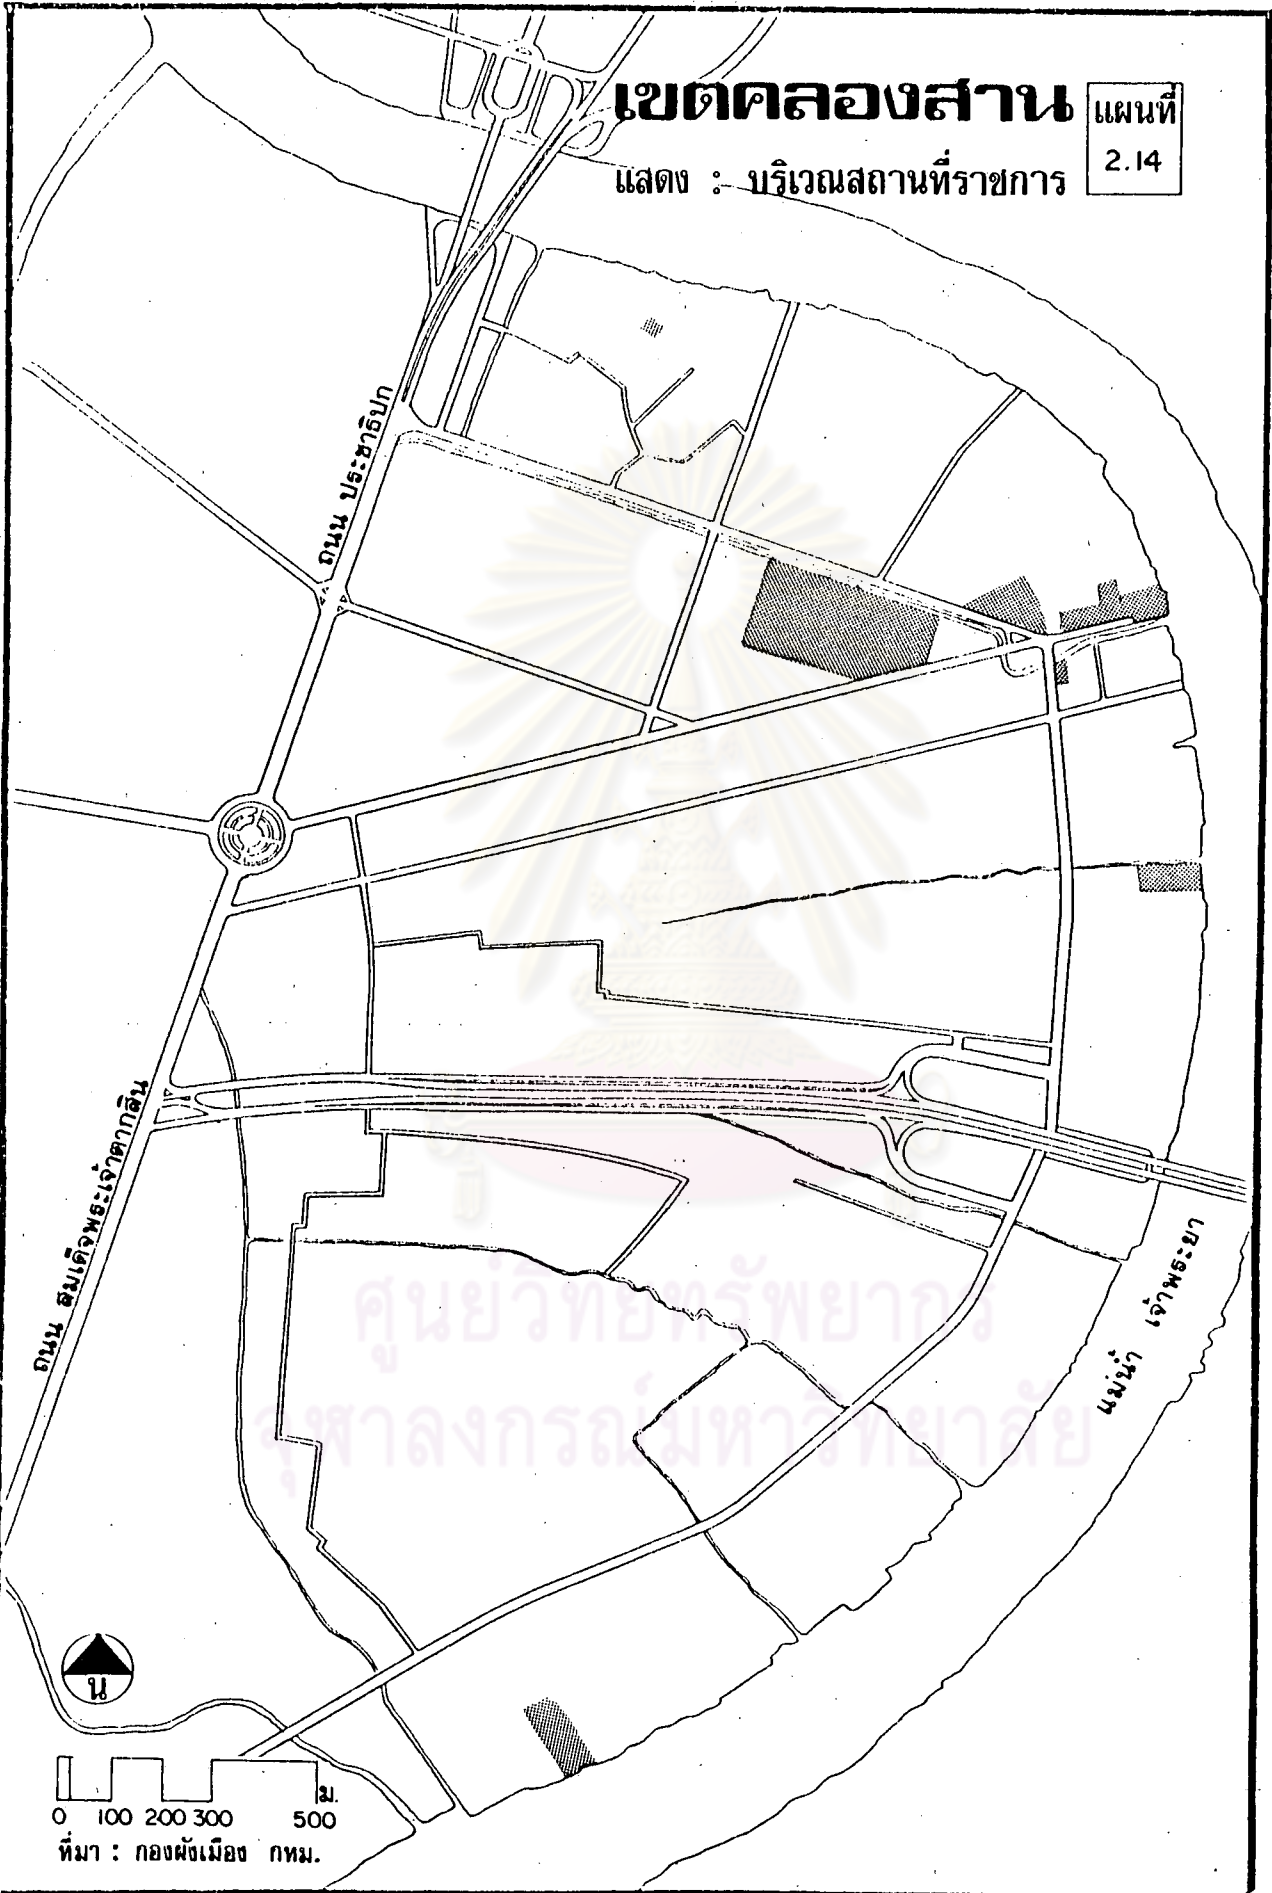 เขตคลองสาน
แสดง : บริเวณสถานที่ราชการ
แผนที่
2.14
ถนน ประชาธิปก
ถนน สมเด็จพระเจ้าตากสิน
แม่น้ำ เจ้าพระยา
ศูนย์วิทยทรัพยากร
จุฬาลงกรณ์มหาวิทยาลัย
น
ม.
0 100 200 300 500
ที่มา : กองผังเมือง กทม.